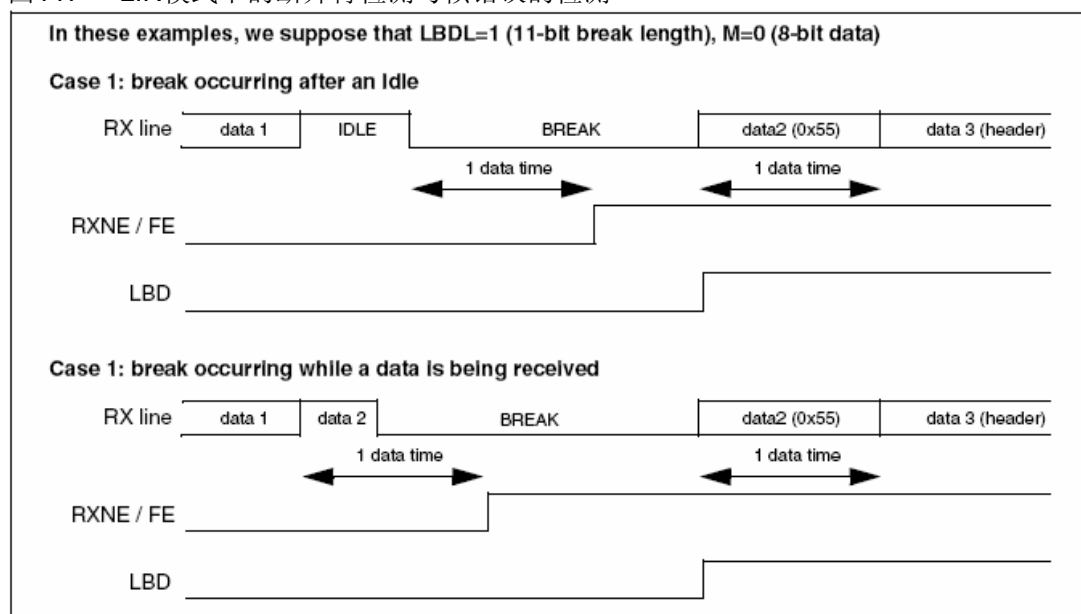 In these examples, we suppose that LBDL=1 (11-bit break length), M=0 (8-bit data)
Case 1: break occurring after an Idle
RX line data 1 IDLE BREAK data2 (0x55) data 3 (header)
1 data time 1 data time
RXNE / FE
LBD
Case 1: break occurring while a data is being received
RX line data 1 data 2 BREAK data2 (0x55) data 3 (header)
1 data time 1 data time
RXNE / FE
LBD